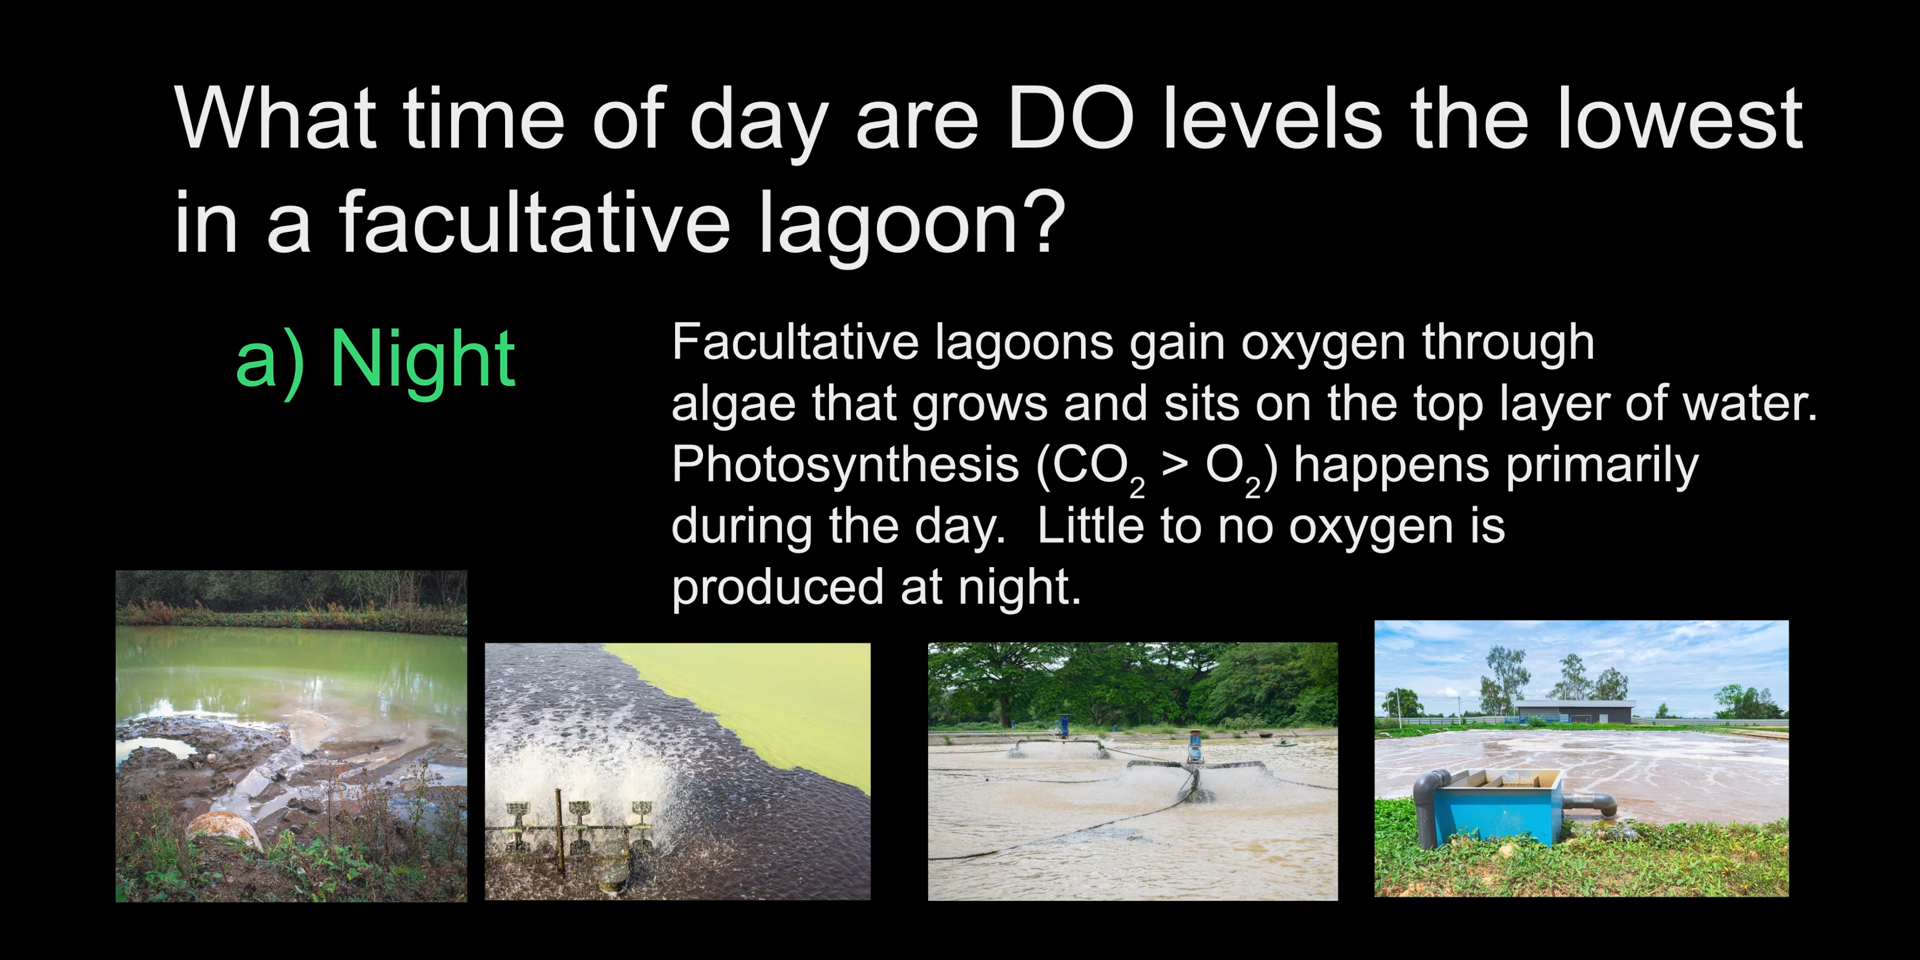 What time of day are DO levels the lowest
in a facultative lagoon?
a) Night
Facultative lagoons gain oxygen through
algae that grows and sits on the top layer of water.
Photosynthesis (CO₂ > O₂) happens primarily
during the day.  Little to no oxygen is
produced at night.